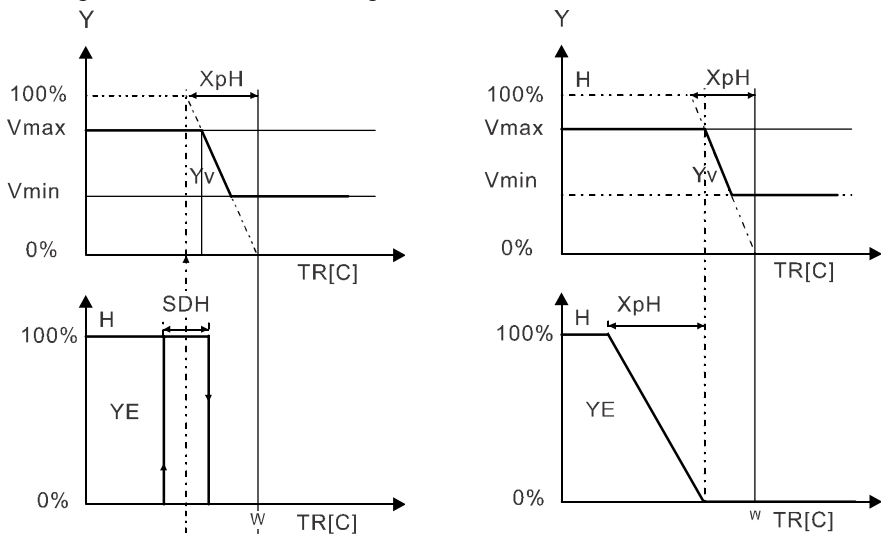 Y
XpH
100%
Vmax
Yv
Vmin
0%
TR[C]
SDH
H
100%
YE
0%
W
TR[C]
Y
H
XpH
100%
Vmax
Yv
Vmin
0%
TR[C]
H
XpH
100%
YE
0%
w
TR[C]